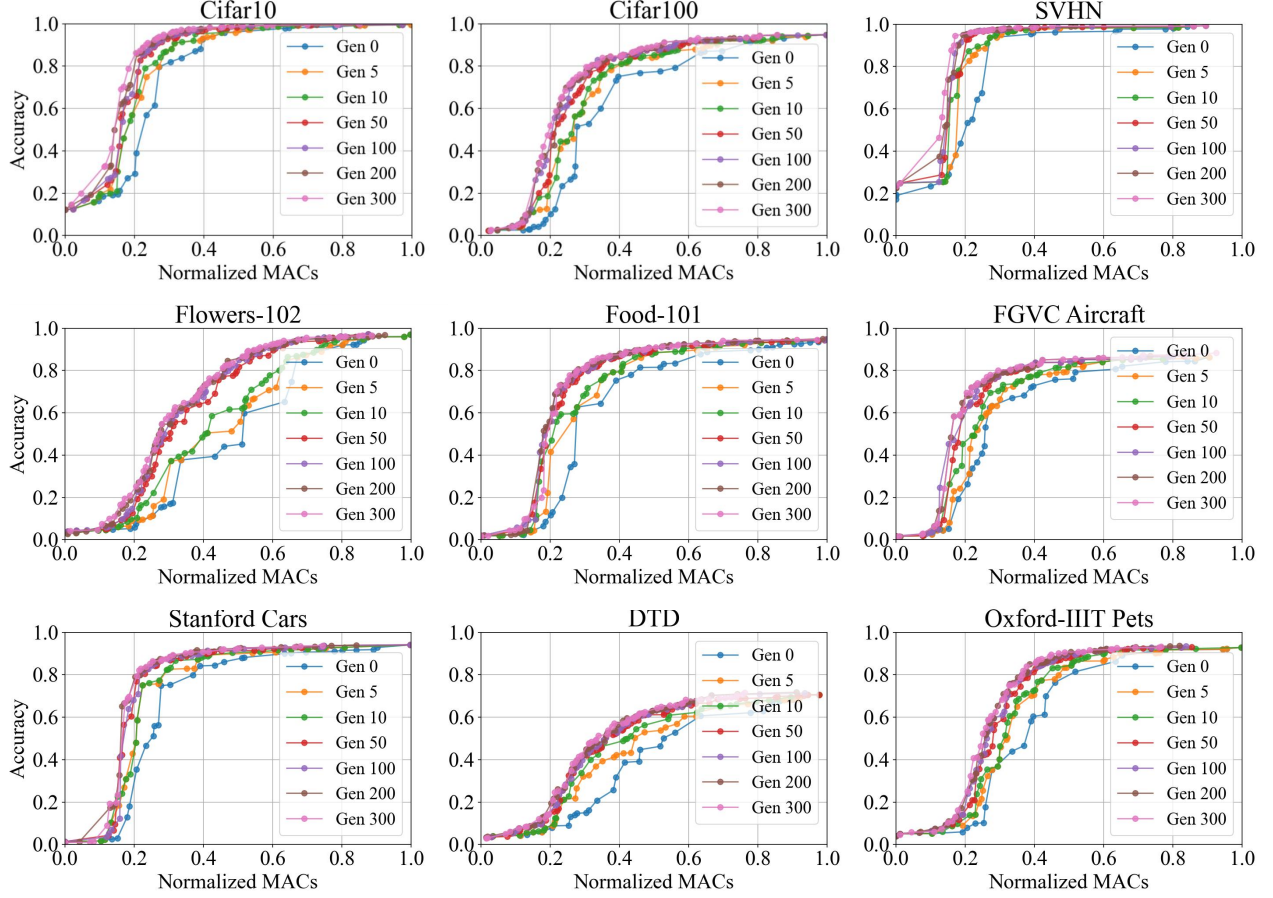 Cifar10
Accuracy
1.0
0.8
0.6
0.4
0.2
0.0
Gen 0
Gen 5
Gen 10
Gen 50
Gen 100
Gen 200
Gen 300
0.0 0.2 0.4 0.6 0.8 1.0
Normalized MACs
Cifar100
1.0
0.8
0.6
0.4
0.2
0.0
Gen 0
Gen 5
Gen 10
Gen 50
Gen 100
Gen 200
Gen 300
0.0 0.2 0.4 0.6 0.8 1.0
Normalized MACs
SVHN
1.0
0.8
0.6
0.4
0.2
0.0
Gen 0
Gen 5
Gen 10
Gen 50
Gen 100
Gen 200
Gen 300
0.0 0.2 0.4 0.6 0.8 1.0
Normalized MACs
Flowers-102
Accuracy
1.0
0.8
0.6
0.4
0.2
0.0
Gen 0
Gen 5
Gen 10
Gen 50
Gen 100
Gen 200
Gen 300
0.0 0.2 0.4 0.6 0.8 1.0
Normalized MACs
Food-101
1.0
0.8
0.6
0.4
0.2
0.0
Gen 0
Gen 5
Gen 10
Gen 50
Gen 100
Gen 200
Gen 300
0.0 0.2 0.4 0.6 0.8 1.0
Normalized MACs
FGVC Aircraft
1.0
0.8
0.6
0.4
0.2
0.0
Gen 0
Gen 5
Gen 10
Gen 50
Gen 100
Gen 200
Gen 300
0.0 0.2 0.4 0.6 0.8 1.0
Normalized MACs
Stanford Cars
Accuracy
1.0
0.8
0.6
0.4
0.2
0.0
Gen 0
Gen 5
Gen 10
Gen 50
Gen 100
Gen 200
Gen 300
0.0 0.2 0.4 0.6 0.8 1.0
Normalized MACs
DTD
1.0
0.8
0.6
0.4
0.2
0.0
Gen 0
Gen 5
Gen 10
Gen 50
Gen 100
Gen 200
Gen 300
0.0 0.2 0.4 0.6 0.8 1.0
Normalized MACs
Oxford-IIIT Pets
1.0
0.8
0.6
0.4
0.2
0.0
Gen 0
Gen 5
Gen 10
Gen 50
Gen 100
Gen 200
Gen 300
0.0 0.2 0.4 0.6 0.8 1.0
Normalized MACs